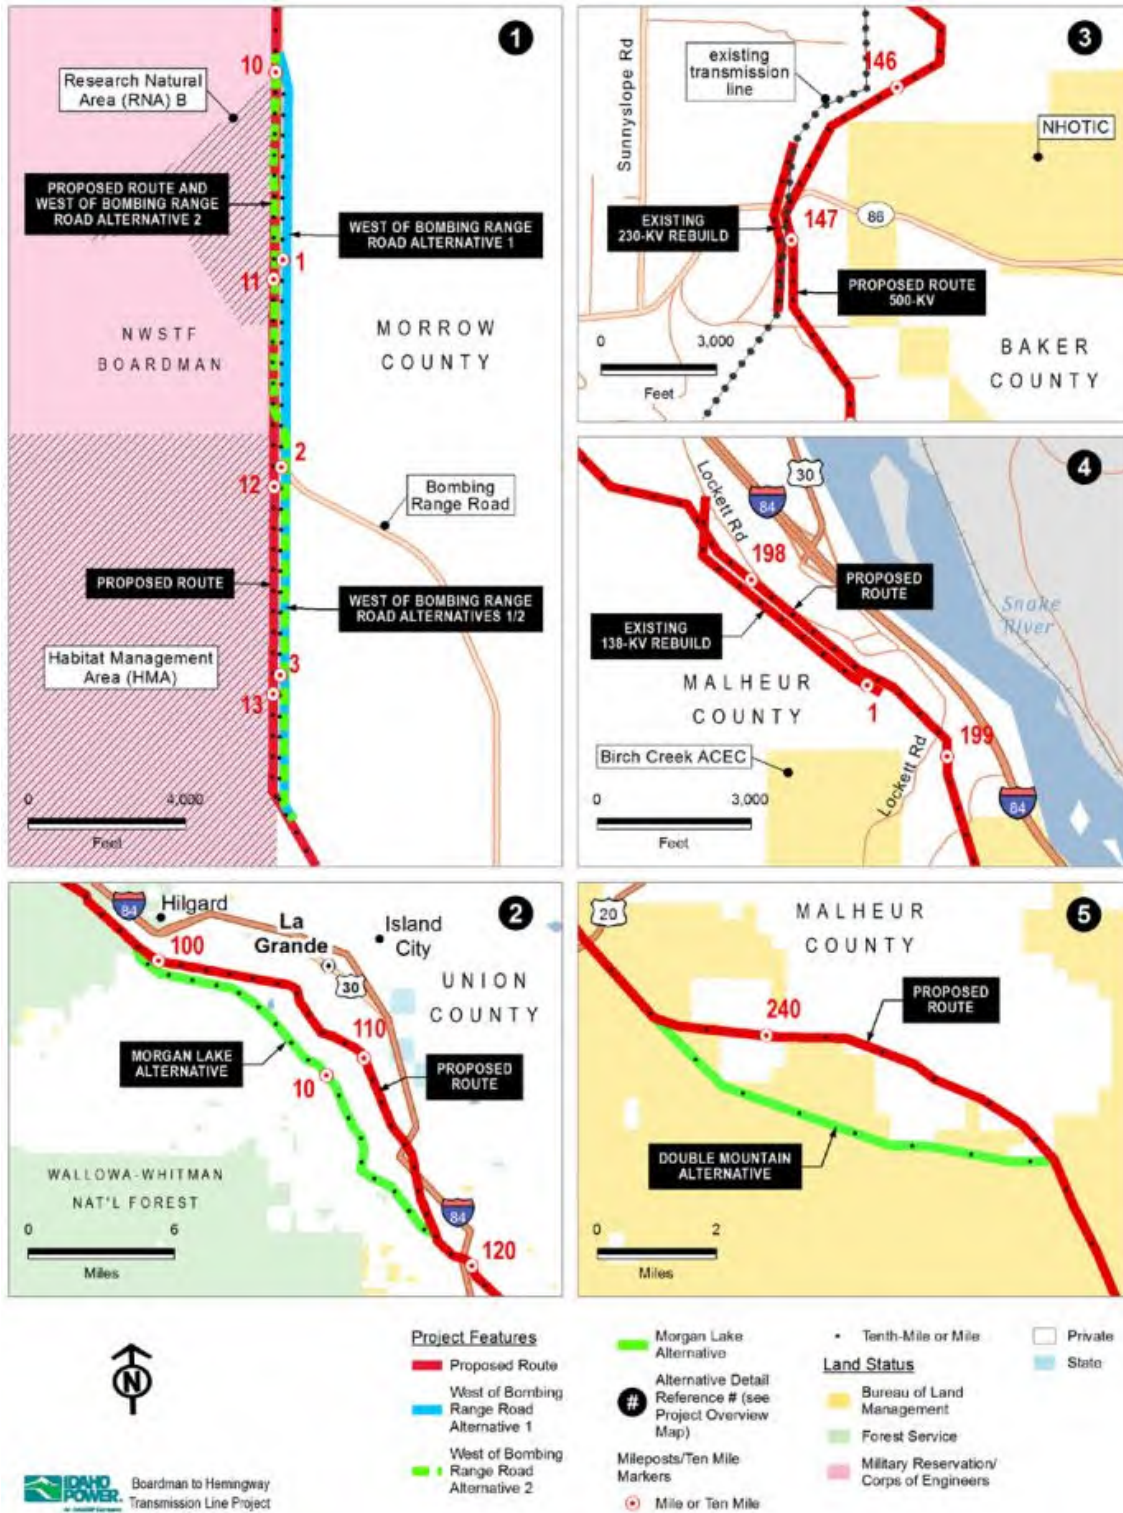 1
10
Research Natural
Area (RNA) B
PROPOSED ROUTE AND
WEST OF BOMBING RANGE
ROAD ALTERNATIVE 2
WEST OF BOMBING RANGE
ROAD ALTERNATIVE 1
1
11
NWSTF
BOARDMAN
MORROW
COUNTY
2
12
Bombing
Range Road
PROPOSED ROUTE
WEST OF BOMBING RANGE
ROAD ALTERNATIVES 1/2
Habitat Management
Area (HMA)
3
13
0 4,000
Feet
3
Sunnyslope Rd
existing
transmission
line
146
NHOTIC
EXISTING
230-KV REBUILD
147
86
PROPOSED ROUTE
500-KV
0 3,000
Feet
BAKER
COUNTY
4
Lockett Rd
30
84
198
PROPOSED
ROUTE
EXISTING
138-KV REBUILD
Snake
River
MALHEUR
COUNTY
1
199
Birch Creek ACEC
Lockett Rd
0 3,000
Feet
84
2
84
Hilgard
La
Grande
Island
City
100
30
UNION
COUNTY
110
MORGAN LAKE
ALTERNATIVE
10
PROPOSED
ROUTE
WALLOWA-WHITMAN
NAT'L FOREST
84
0 6
Miles
120
5
20
MALHEUR
COUNTY
PROPOSED
ROUTE
240
DOUBLE MOUNTAIN
ALTERNATIVE
0 2
Miles
N
IDAHO
POWER
Boardman to Hemingway
Transmission Line Project
Project Features
Proposed Route
West of Bombing
Range Road
Alternative 1
West of Bombing
Range Road
Alternative 2
Morgan Lake
Alternative
#
Alternative Detail
Reference # (see
Project Overview
Map)
Mileposts/Ten Mile
Markers
Mile or Ten Mile
Tenth-Mile or Mile
Land Status
Bureau of Land
Management
Forest Service
Military Reservation/
Corps of Engineers
Private
State